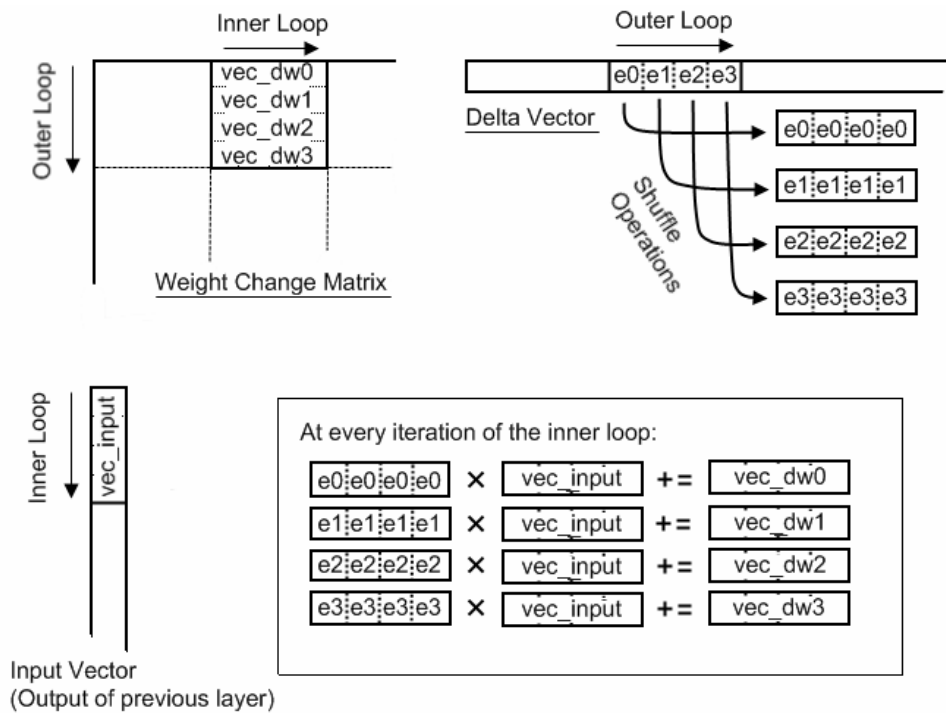 Inner Loop
Outer Loop
vec_dw0
vec_dw1
vec_dw2
vec_dw3
Weight Change Matrix
Outer Loop
e0 e1 e2 e3
Delta Vector
Shuffle
Operations
e0 e0 e0 e0
e1 e1 e1 e1
e2 e2 e2 e2
e3 e3 e3 e3
Inner Loop
vec_input
Input Vector
(Output of previous layer)
At every iteration of the inner loop:
e0 e0 e0 e0 × vec_input += vec_dw0
e1 e1 e1 e1 × vec_input += vec_dw1
e2 e2 e2 e2 × vec_input += vec_dw2
e3 e3 e3 e3 × vec_input += vec_dw3